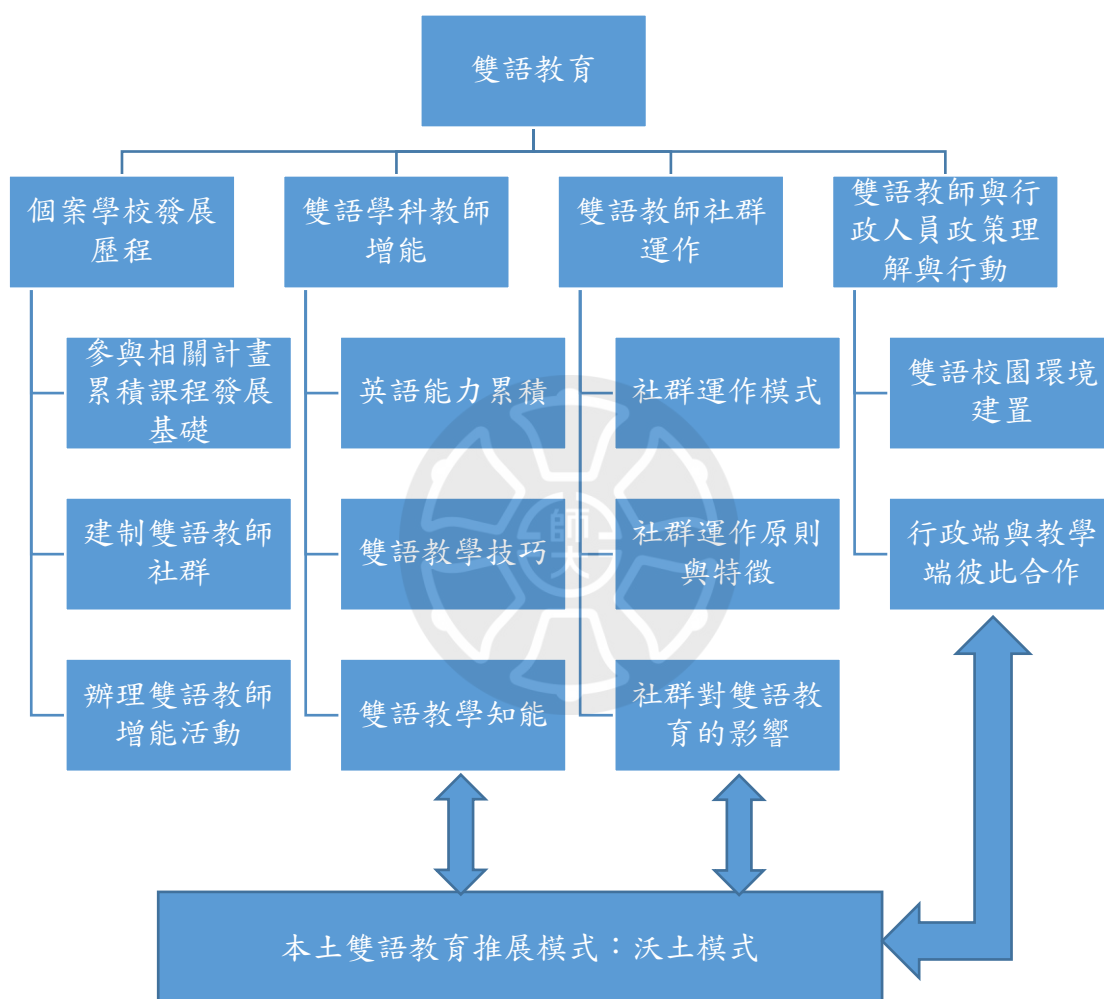 雙語教育
個案學校發展
歷程
雙語學科教師
增能
雙語教師社群
運作
雙語教師與行
政人員政策理
解與行動
參與相關計畫
累積課程發展
基礎
英語能力累積
社群運作模式
雙語校園環境
建置
建制雙語教師
社群
雙語教學技巧
社群運作原則
與特徵
行政端與教學
端彼此合作
辦理雙語教師
增能活動
雙語教學知能
社群對雙語教
育的影響
本土雙語教育推展模式：沃土模式
師大